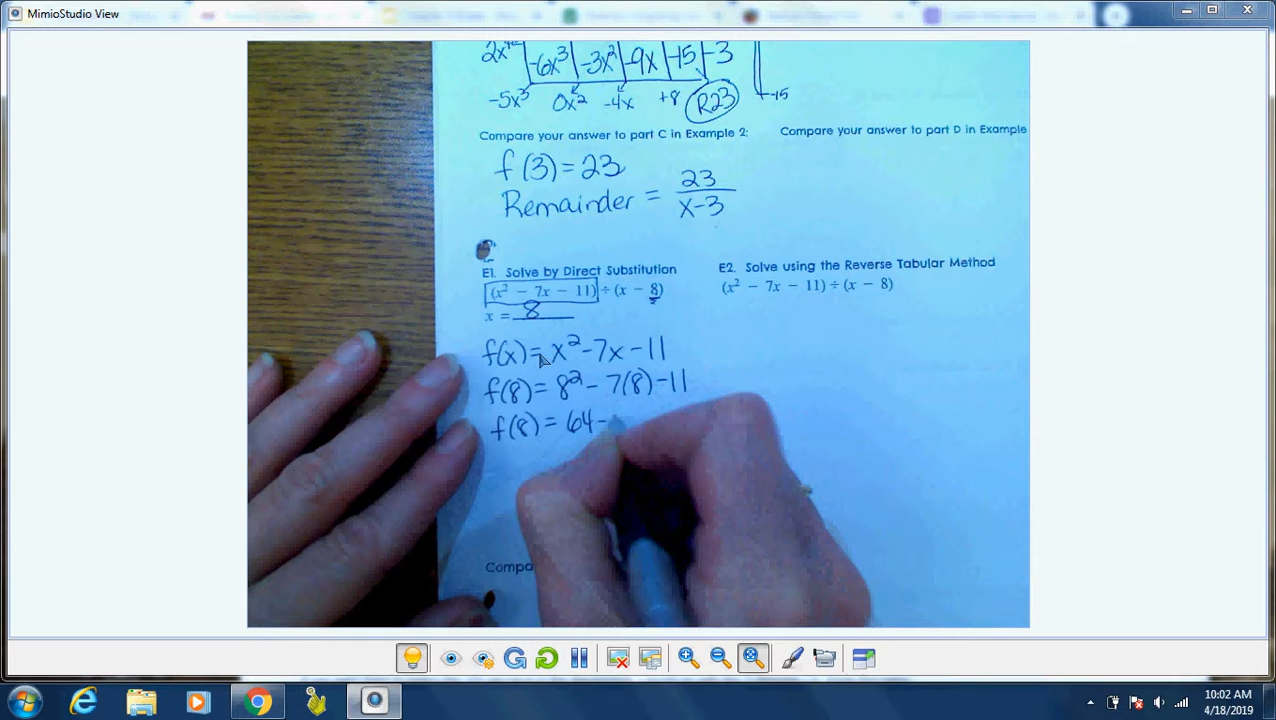 MimioStudio View
2x⁴ -6x³ -3x² -9x -15 -3
-5x³ 0x² -4x +8 R23 -15
Compare your answer to part C in Example 2: Compare your answer to part D in Example
f(3) = 23
Remainder = 23
x-3
E1. Solve by Direct Substitution
(x² − 7x − 11) ÷ (x − 8)
x = 8
E2. Solve using the Reverse Tabular Method
(x² − 7x − 11) ÷ (x − 8)
f(x) = x² - 7x - 11
f(8) = 8² - 7(8) - 11
f(8) = 64 -
Compa
10:02 AM
4/18/2019